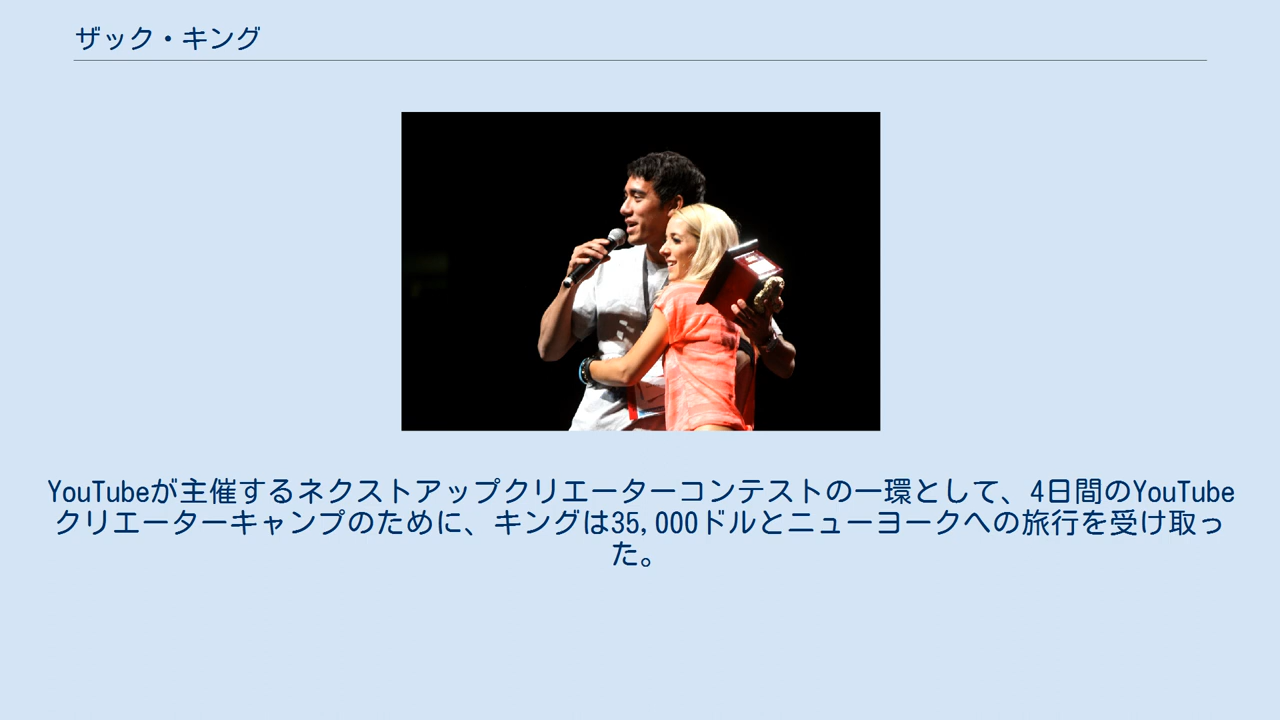 ザック・キング
YouTubeが主催するネクストアップクリエーターコンテストの一環として、4日間のYouTube
クリエーターキャンプのために、キングは35,000ドルとニューヨークへの旅行を受け取っ
た。